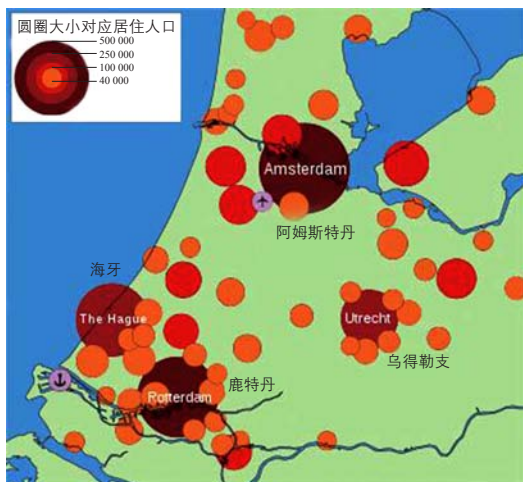 圆圈大小对应居住人口
500 000
250 000
100 000
40 000
Amsterdam
阿姆斯特丹
海牙
The Hague
Utrecht
乌得勒支
鹿特丹
Rotterdam